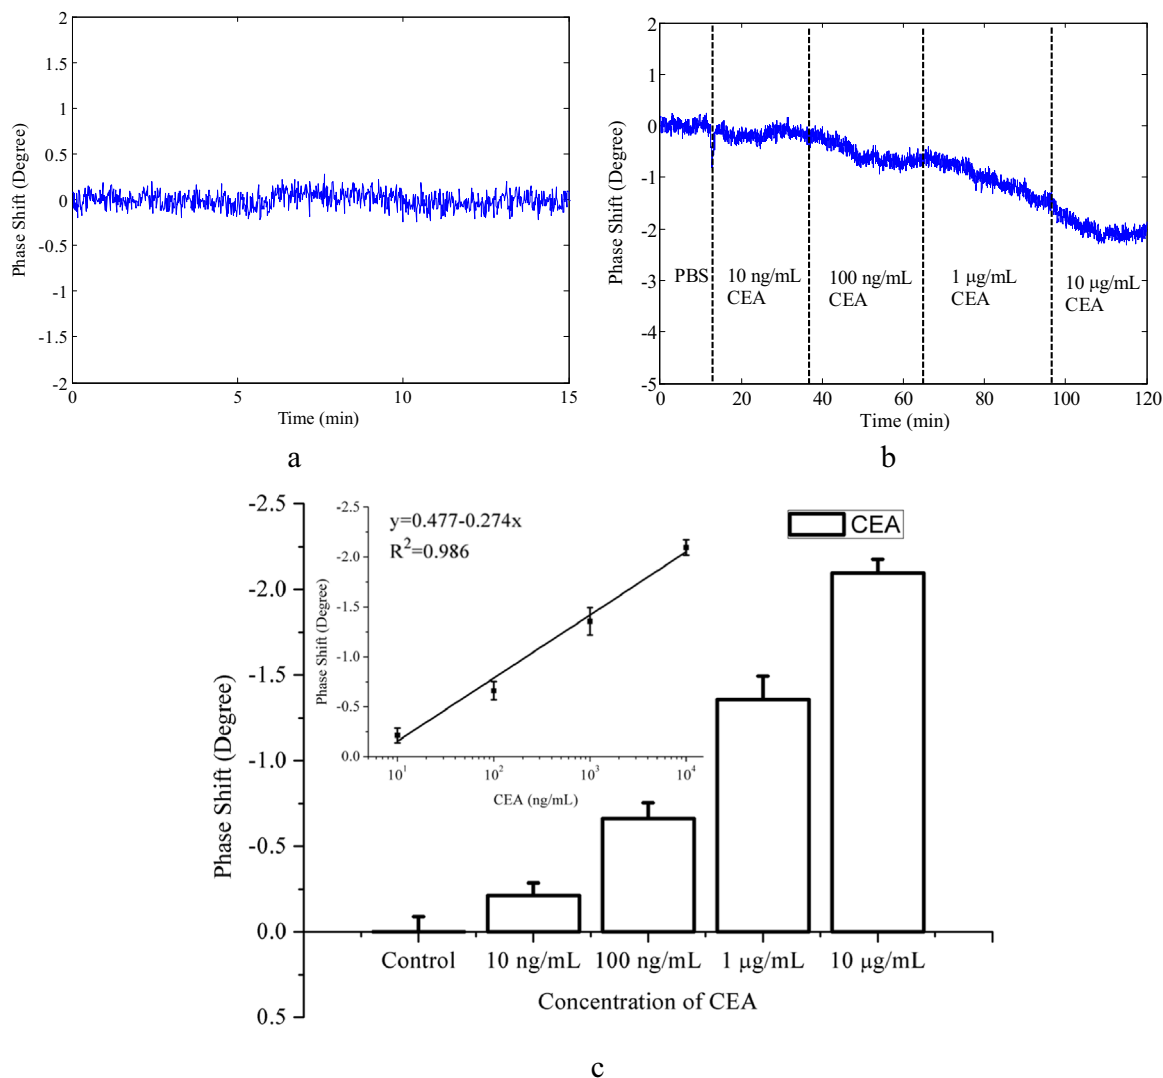 2
1.5
1
0.5
0
-0.5
-1
-1.5
-2
Phase Shift (Degree)
0 5 10 15
Time (min)
a
2
1
0
-1
-2
-3
-4
-5
Phase Shift (Degree)
PBS
10 ng/mL
CEA
100 ng/mL
CEA
1 μg/mL
CEA
10 μg/mL
CEA
0 20 40 60 80 100 120
Time (min)
b
-2.5
-2.0
-1.5
-1.0
-0.5
0.0
0.5
Phase Shift (Degree)
CEA
y=0.477-0.274x
R²=0.986
-2.5
-2.0
-1.5
-1.0
-0.5
0.0
Phase Shift (Degree)
10¹ 10² 10³ 10⁴
CEA (ng/mL)
Control 10 ng/mL 100 ng/mL 1 μg/mL 10 μg/mL
Concentration of CEA
c